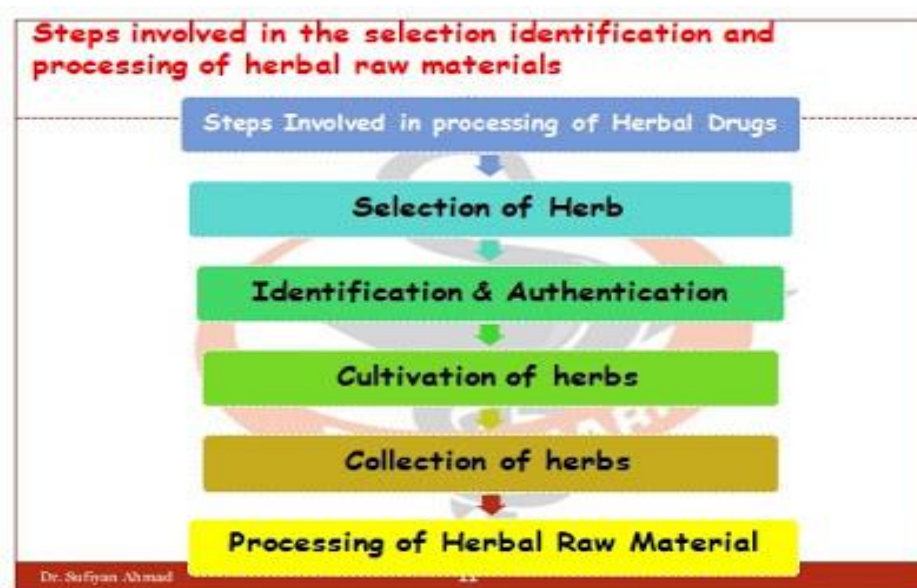 Steps involved in the selection identification and
processing of herbal raw materials
Steps Involved in processing of Herbal Drugs
Selection of Herb
Identification & Authentication
Cultivation of herbs
Collection of herbs
Processing of Herbal Raw Material
Dr. Sufiyan Ahmad